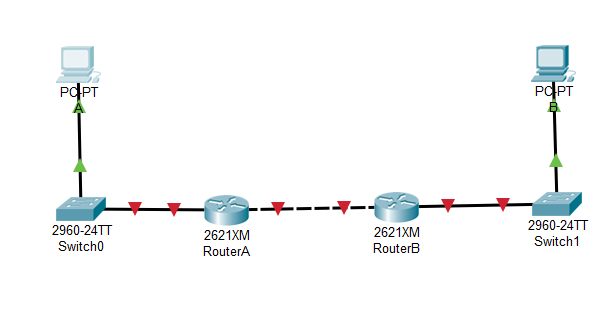 PC-PT
A
PC-PT
B
2960-24TT
Switch0
2621XM
RouterA
2621XM
RouterB
2960-24TT
Switch1